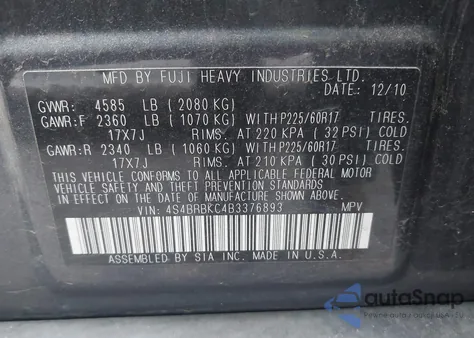 MFD BY FUJI HEAVY INDUSTRIES LTD.
DATE: 12/10
GVWR: 4585 LB (2080 KG)
GAWR:F 2360 LB (1070 KG) WITH P225/60R17 TIRES.
17X7J RIMS. AT 220 KPA (32 PSI) COLD
GAWR:R 2340 LB (1060 KG) WITH P225/60R17 TIRES.
17X7J RIMS. AT 210 KPA (30 PSI) COLD
THIS VEHICLE CONFORMS TO ALL APPLICABLE FEDERAL MOTOR
VEHICLE SAFETY AND THEFT PREVENTION STANDARDS IN EFFECT
ON THE DATE OF MANUFACTURE SHOWN ABOVE.
VIN: 4S4BRBKC4B3376893 MPV
ASSEMBLED BY SIA INC. MADE IN U.S.A.
autoSnap